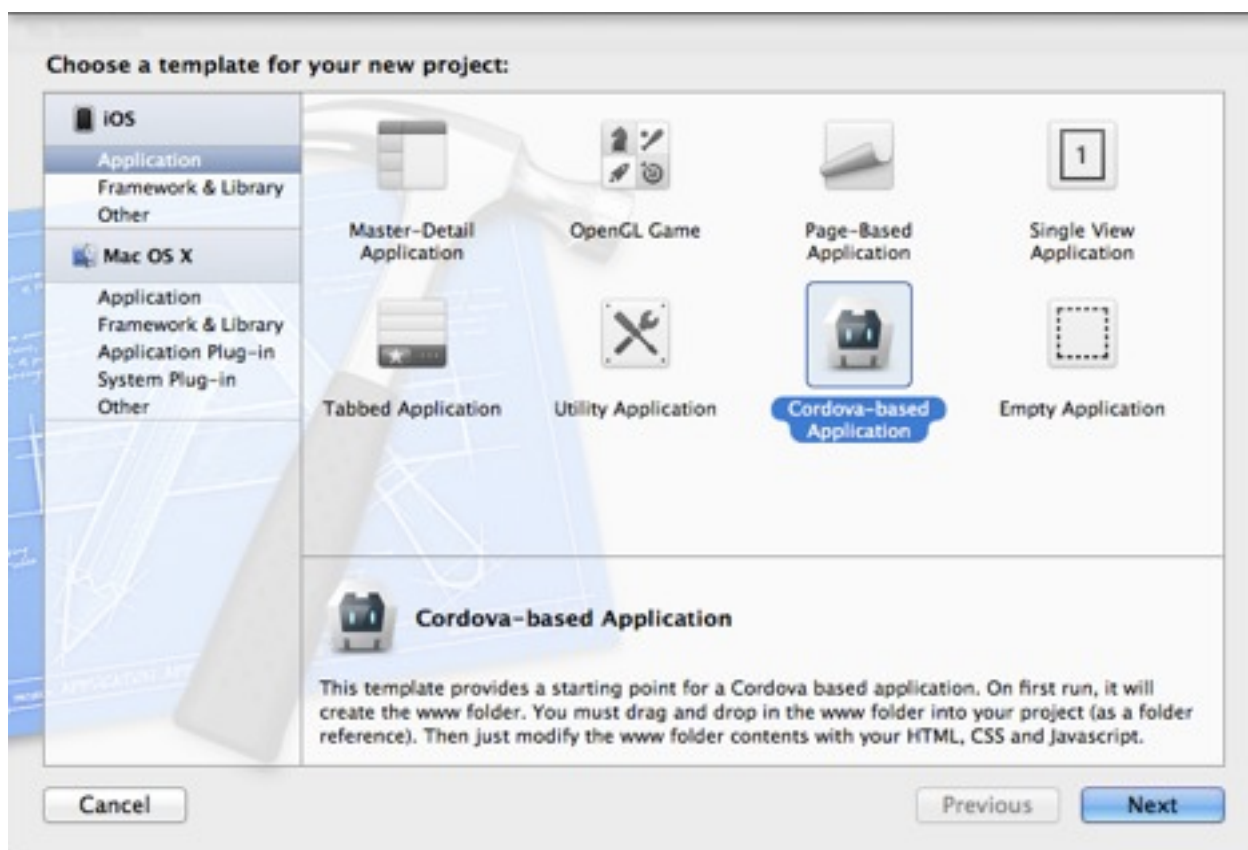 Choose a template for your new project:
iOS
Application
Framework & Library
Other
Mac OS X
Application
Framework & Library
Application Plug-in
System Plug-in
Other
Master-Detail
Application
OpenGL Game
Page-Based
Application
1
Single View
Application
Tabbed Application
Utility Application
Cordova-based
Application
Empty Application
Cordova-based Application
This template provides a starting point for a Cordova based application. On first run, it will
create the www folder. You must drag and drop in the www folder into your project (as a folder
reference). Then just modify the www folder contents with your HTML, CSS and Javascript.
Cancel
Previous
Next